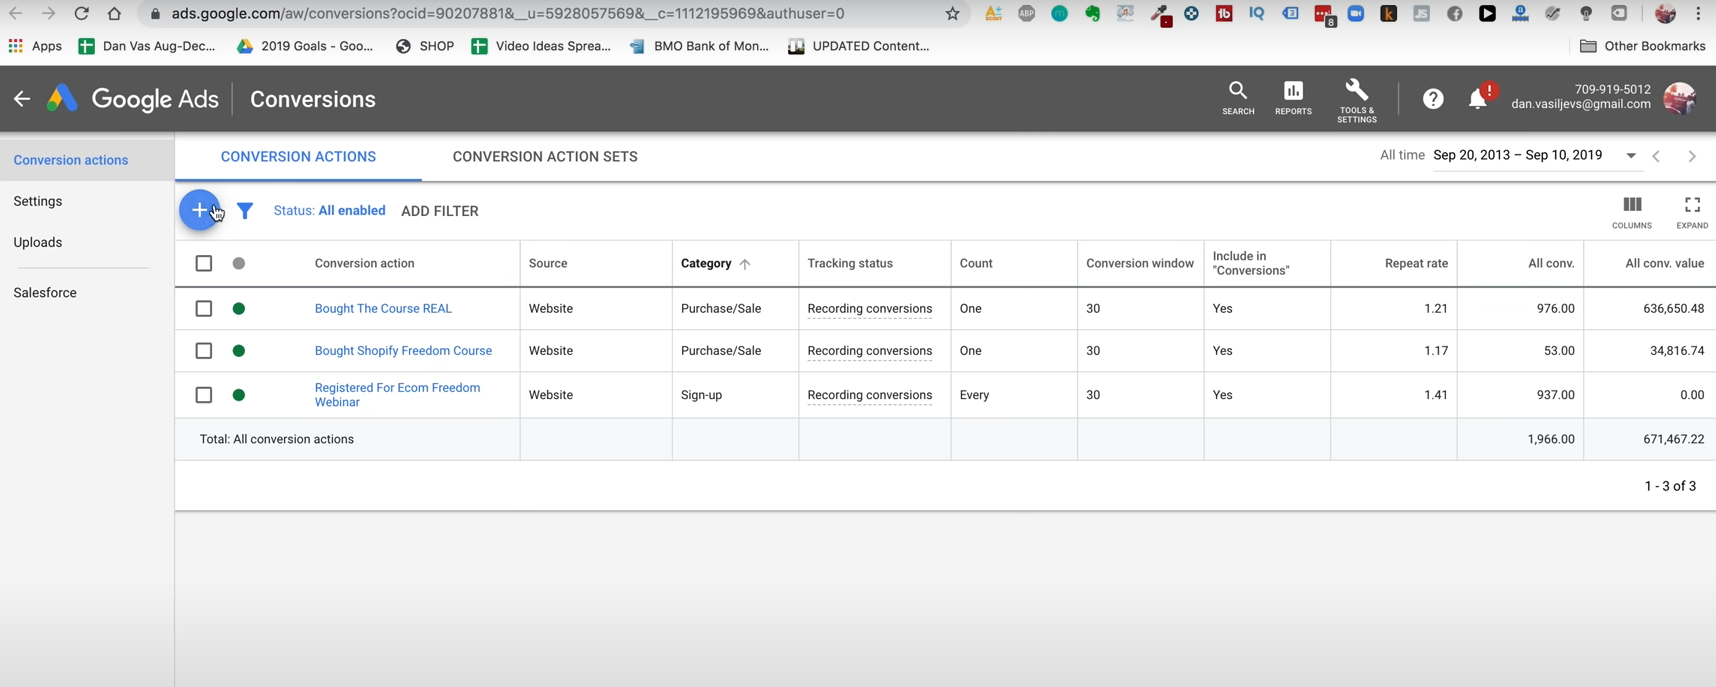 ads.google.com/aw/conversions?ocid=90207881&__u=5928057569&__c=1112195969&authuser=0
Apps Dan Vas Aug-Dec... 2019 Goals - Goo... SHOP Video Ideas Sprea... BMO Bank of Mon... UPDATED Content... Other Bookmarks
Google Ads Conversions
SEARCH REPORTS TOOLS & SETTINGS
709-919-5012
dan.vasiljevs@gmail.com
Conversion actions
Settings
Uploads
Salesforce
CONVERSION ACTIONS CONVERSION ACTION SETS All time Sep 20, 2013 – Sep 10, 2019
Status: All enabled ADD FILTER COLUMNS EXPAND
Conversion action Source Category Tracking status Count Conversion window Include in "Conversions" Repeat rate All conv. All conv. value
Bought The Course REAL Website Purchase/Sale Recording conversions One 30 Yes 1.21 976.00 636,650.48
Bought Shopify Freedom Course Website Purchase/Sale Recording conversions One 30 Yes 1.17 53.00 34,816.74
Registered For Ecom Freedom Webinar Website Sign-up Recording conversions Every 30 Yes 1.41 937.00 0.00
Total: All conversion actions 1,966.00 671,467.22
1 - 3 of 3